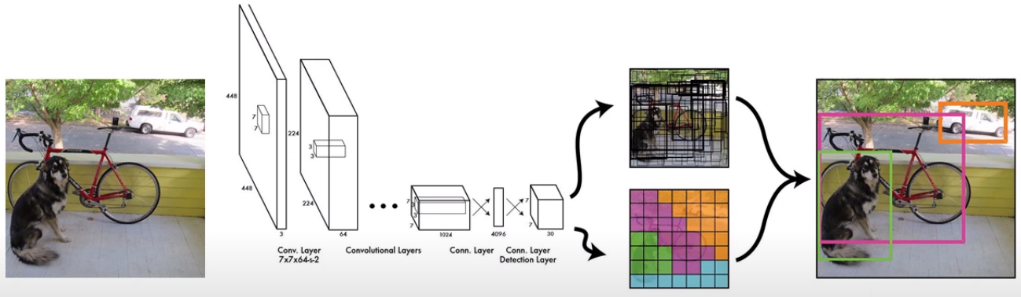 448
7
7
448
3
Conv. Layer
7x7x64-s-2
224
3
3
224
64
Convolutional Layers
7
7
1024
Conn. Layer
4096
7
7
30
Conn. Layer
Detection Layer